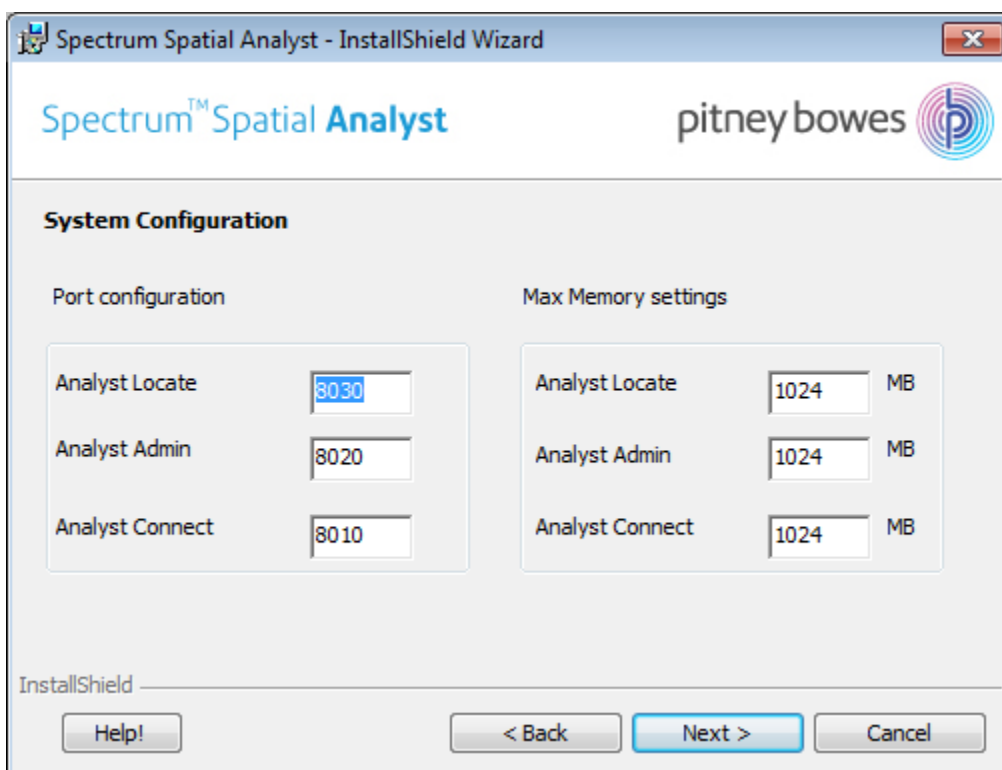 Spectrum Spatial Analyst - InstallShield Wizard
Spectrum™ Spatial Analyst
pitney bowes
System Configuration
Port configuration
Max Memory settings
Analyst Locate 8030
Analyst Locate 1024 MB
Analyst Admin 8020
Analyst Admin 1024 MB
Analyst Connect 8010
Analyst Connect 1024 MB
InstallShield
Help!
< Back
Next >
Cancel